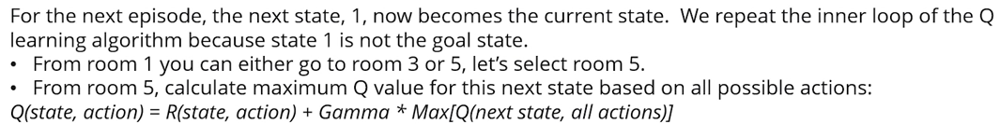 For the next episode, the next state, 1, now becomes the current state.  We repeat the inner loop of the Q
learning algorithm because state 1 is not the goal state.
• From room 1 you can either go to room 3 or 5, let’s select room 5.
• From room 5, calculate maximum Q value for this next state based on all possible actions:
Q(state, action) = R(state, action) + Gamma * Max[Q(next state, all actions)]